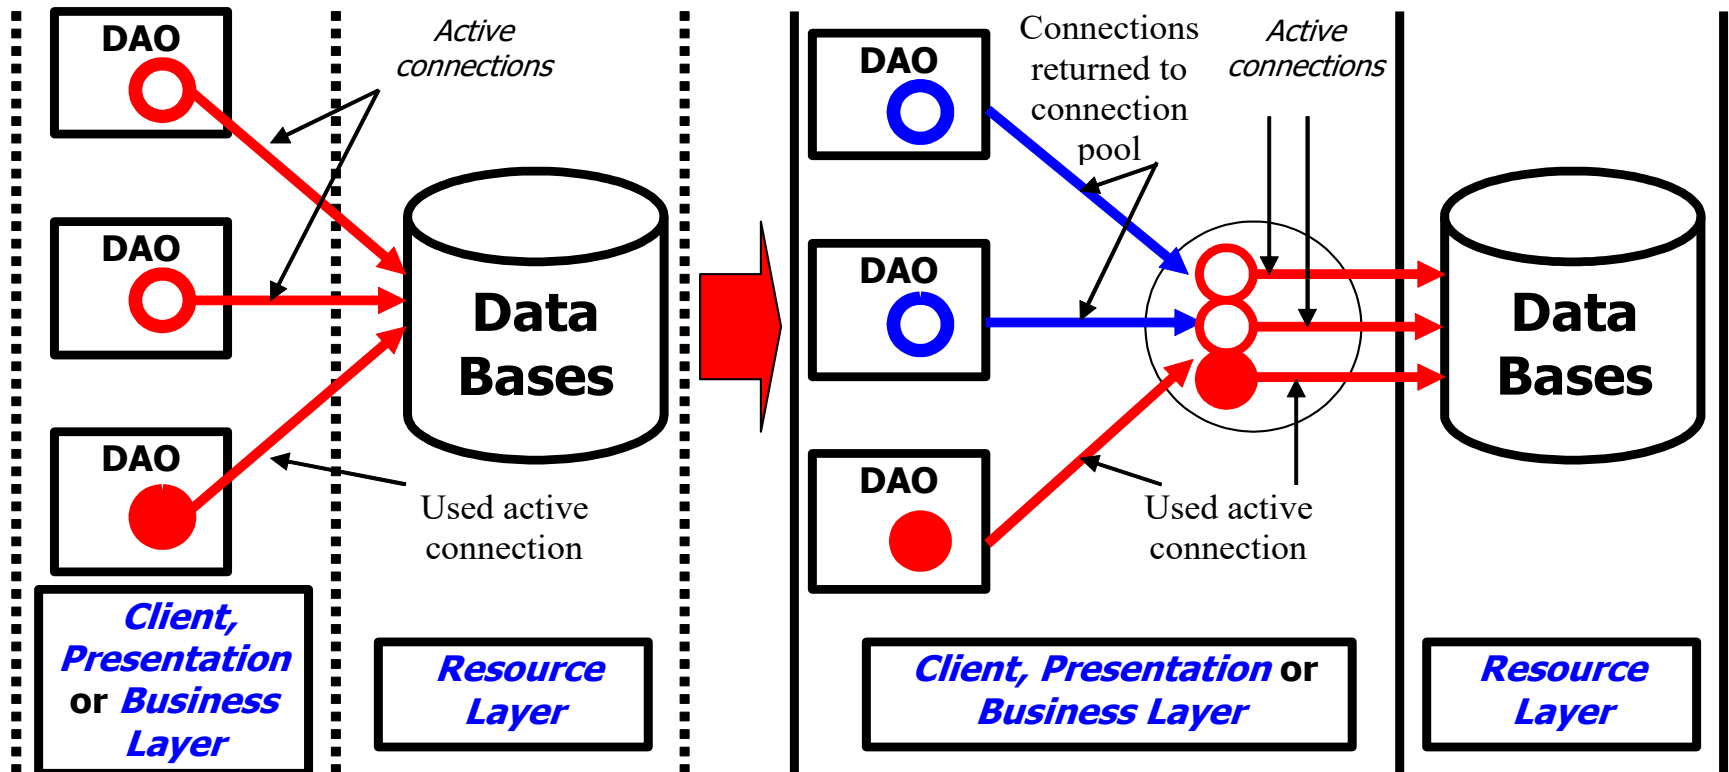 DAO
Active
connections
DAO
DAO
Data
Bases
Used active
connection
Client,
Presentation
or Business
Layer
Resource
Layer
DAO
Connections
returned to
connection
pool
Active
connections
DAO
DAO
Data
Bases
Used active
connection
Client, Presentation or
Business Layer
Resource
Layer